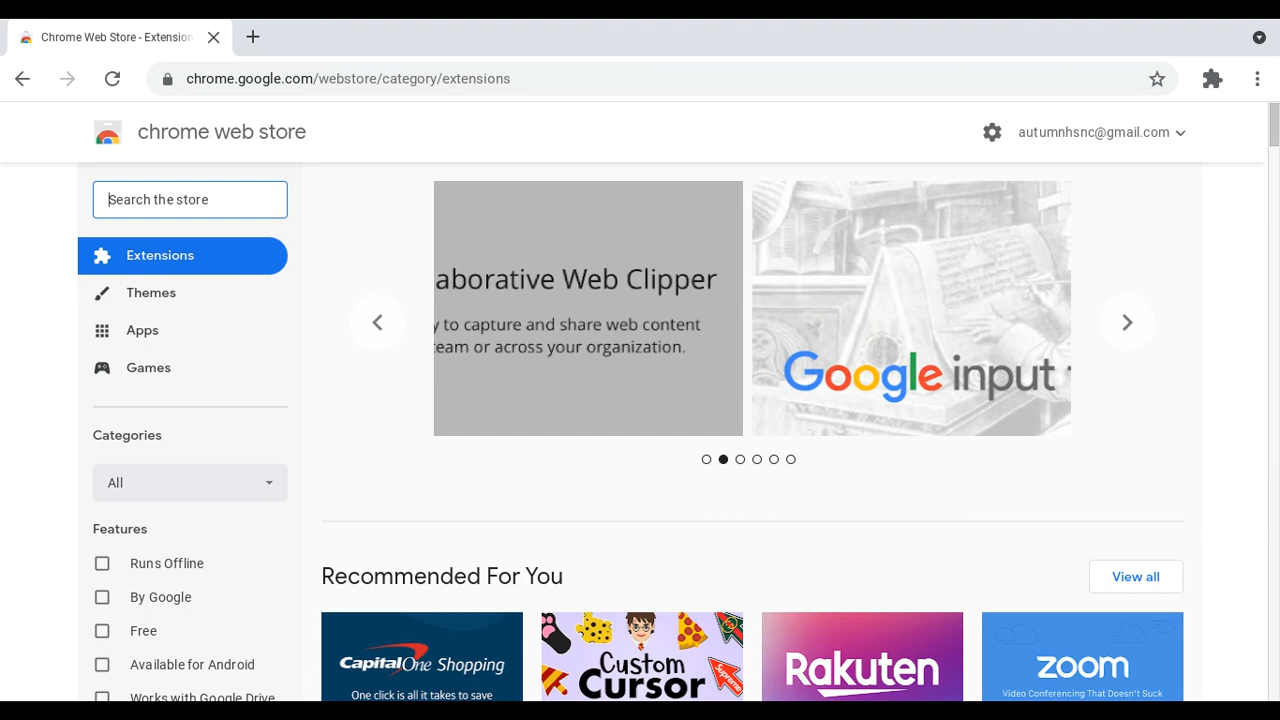 Chrome Web Store - Extension
chrome.google.com/webstore/category/extensions
chrome web store
autumnhsnc@gmail.com
Search the store
Extensions
Themes
Apps
Games
Categories
All
Features
Runs Offline
By Google
Free
Available for Android
Works with Google Drive
aborative Web Clipper
y to capture and share web content
team or across your organization.
Google input
Recommended For You
View all
Capital One Shopping
One click is all it takes to save
Custom
Cursor
Supreme
Rakuten
zoom
Video Conferencing That Doesn't Suck